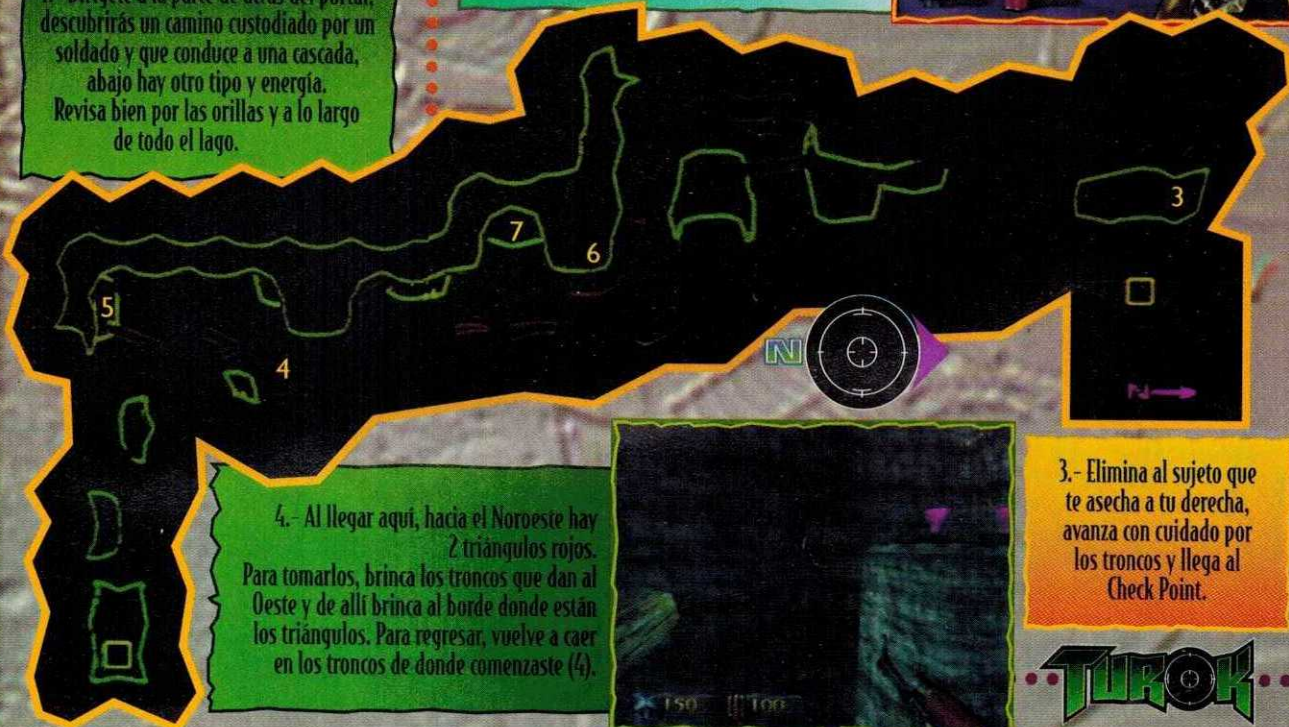 descubrirás un camino custodiado por un
soldado y que conduce a una cascada,
abajo hay otro tipo y energía.
Revisa bien por las orillas y a lo largo
de todo el lago.
3
7
6
5
4
N
N
4.- Al llegar aquí, hacia el Noroeste hay
2 triángulos rojos.
Para tomarlos, brinca los troncos que dan al
Oeste y de allí brinca al borde donde están
los triángulos. Para regresar, vuelve a caer
en los troncos de donde comenzaste (4).
150 100
3.- Elimina al sujeto que
te asecha a tu derecha,
avanza con cuidado por
los troncos y llega al
Check Point.
TUROK